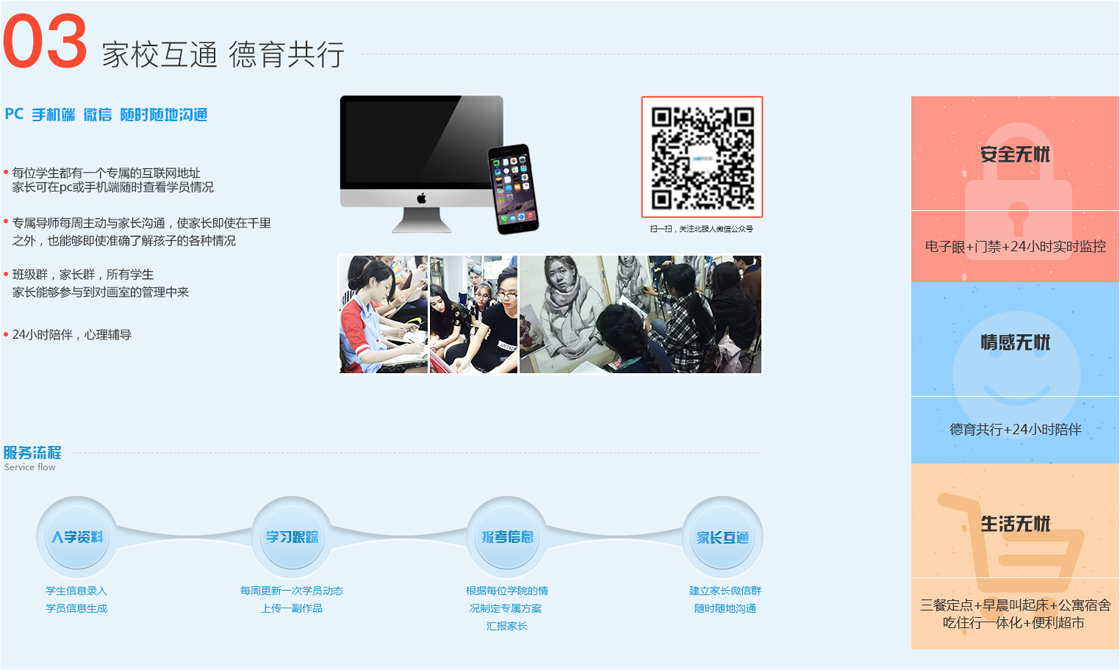 03 家校互通 德育共行
PC 手机端 微信 随时随地沟通
每位学生都有一个专属的互联网地址
家长可在pc或手机端随时查看学员情况
专属导师每周主动与家长沟通，使家长即使在千里
之外，也能够即使准确了解孩子的各种情况
班级群，家长群，所有学生
家长能够参与到对画室的管理中来
24小时陪伴，心理辅导
扫一扫，关注北服人微信公众号
安全无忧
电子眼+门禁+24小时实时监控
情感无忧
德育共行+24小时陪伴
生活无忧
三餐定点+早晨叫起床+公寓宿舍
吃住行一体化+便利超市
服务流程
Service flow
入学资料
学生信息录入
学员信息生成
学习跟踪
每周更新一次学员动态
上传一副作品
报考信息
根据每位学院的情
况制定专属方案
汇报家长
家长互通
建立家长微信群
随时随地沟通